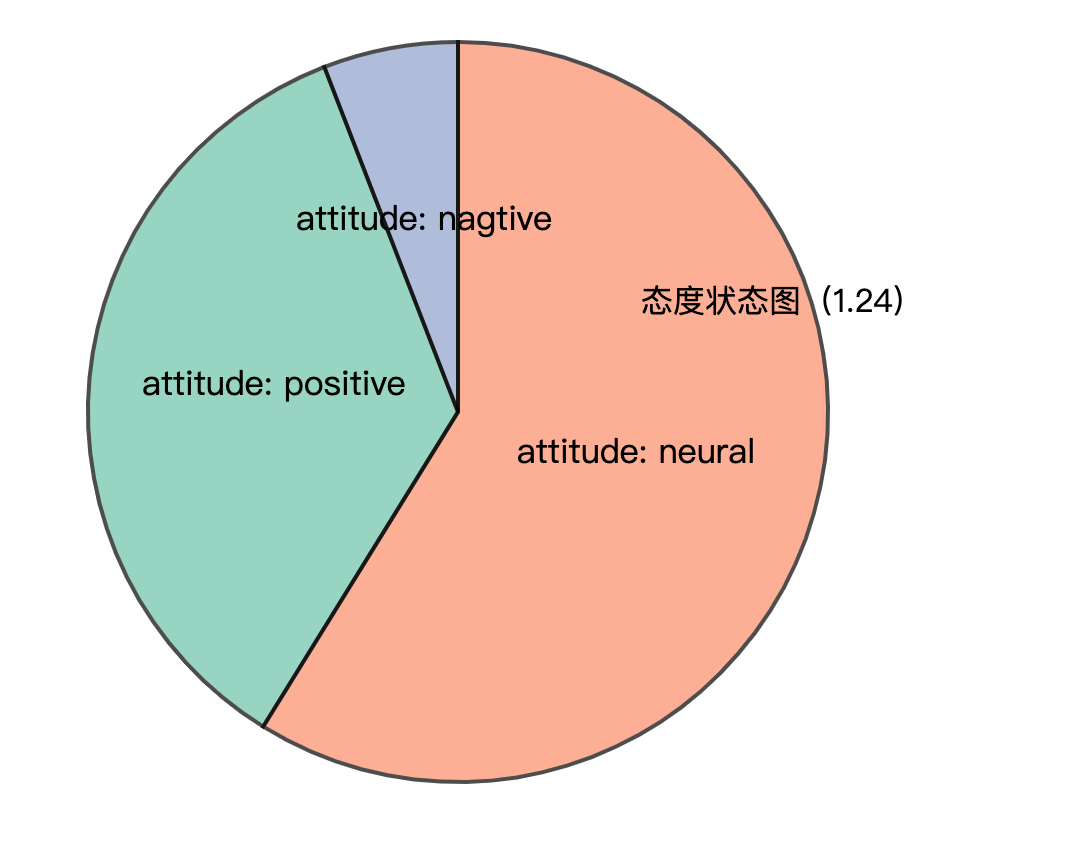 attitude: nagtive
态度状态图（1.24）
attitude: positive
attitude: neural